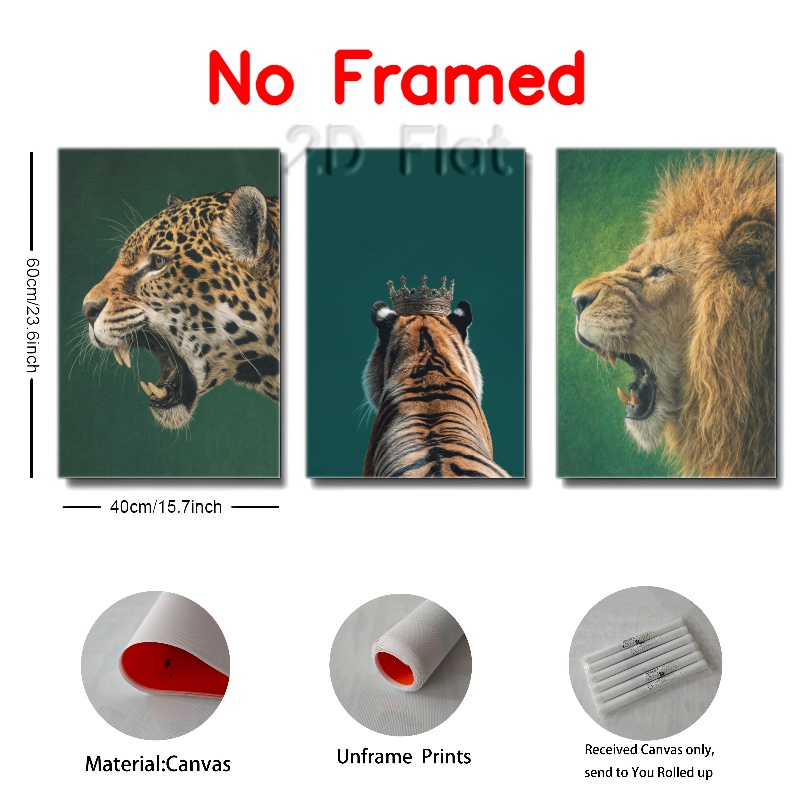 No Framed
2D Flat
60cm/23.6inch
40cm/15.7inch
Material:Canvas
Unframe Prints
Received Canvas only,
send to You Rolled up